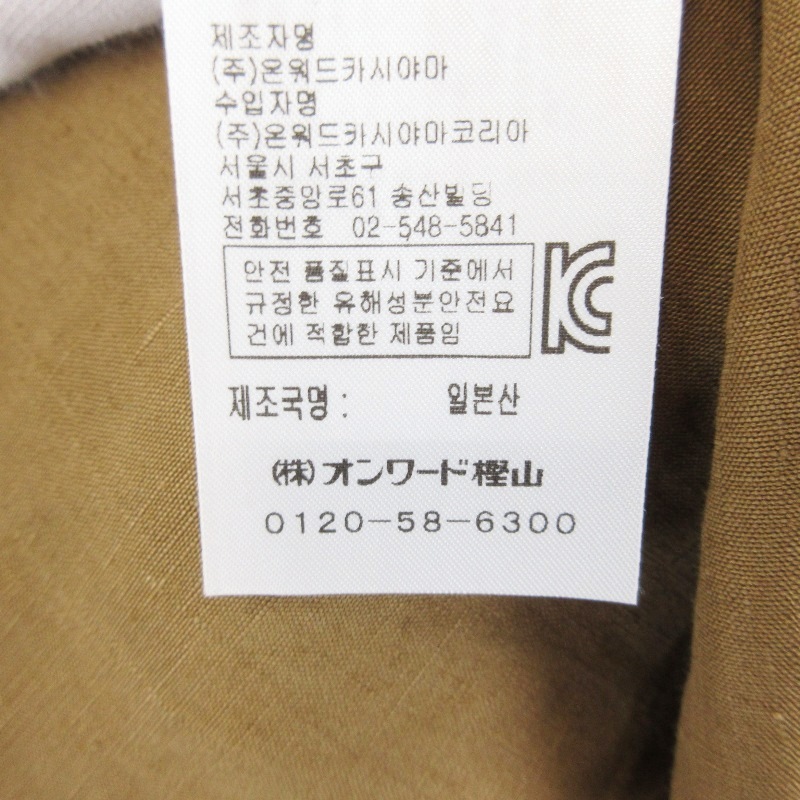 제조자명
(주)온워드카시야마
수입자명
(주)온워드카시야마코리아
서울시 서초구
서초중앙로61 송산빌딩
전화번호 02-548-5841
안전 품질표시 기준에서
규정한 유해성분안전요
건에 적합한 제품임
KC
제조국명 : 일본산
(株)オンワード樫山
0120-58-6300